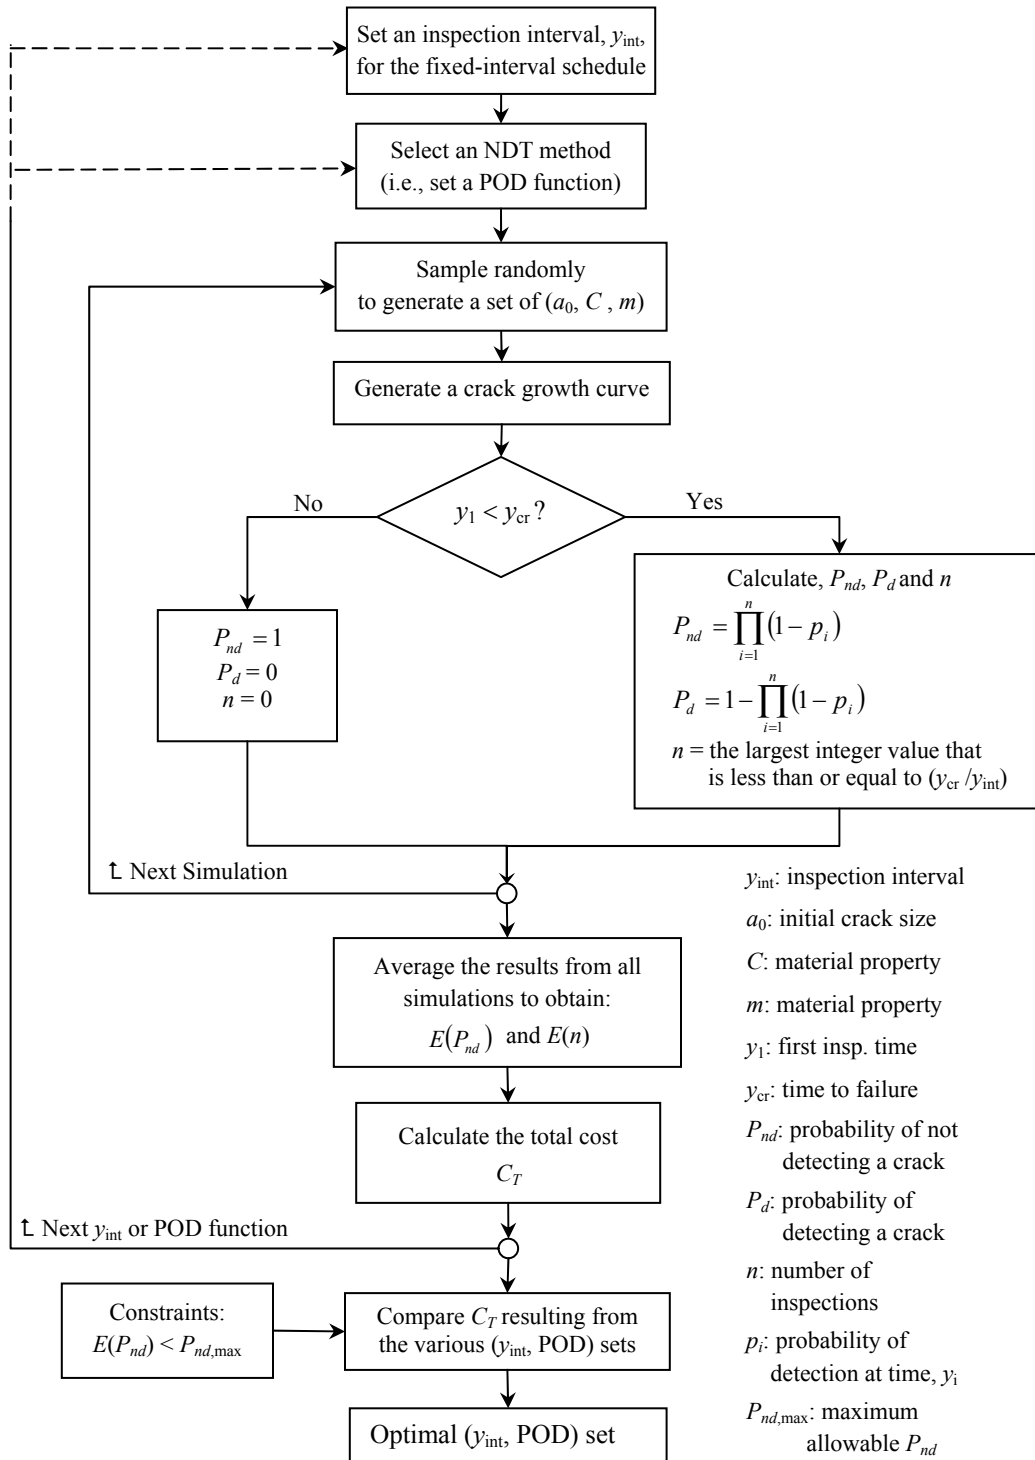 Set an inspection interval, y_int,
for the fixed-interval schedule
Select an NDT method
(i.e., set a POD function)
Sample randomly
to generate a set of (a_0, C , m)
Generate a crack growth curve
y_1 < y_cr ?
No
Yes
P_nd = 1
P_d = 0
n = 0
Calculate, P_nd, P_d and n
P_nd = ∏_{i=1}^{n} (1 − p_i)
P_d = 1 − ∏_{i=1}^{n} (1 − p_i)
n = the largest integer value that
is less than or equal to (y_cr /y_int)
Next Simulation
Average the results from all
simulations to obtain:
E(P_nd) and E(n)
Calculate the total cost
C_T
Next y_int or POD function
Constraints:
E(P_nd) < P_nd,max
Compare C_T resulting from
the various (y_int, POD) sets
Optimal (y_int, POD) set
y_int: inspection interval
a_0: initial crack size
C: material property
m: material property
y_1: first insp. time
y_cr: time to failure
P_nd: probability of not
detecting a crack
P_d: probability of
detecting a crack
n: number of
inspections
p_i: probability of
detection at time, y_i
P_nd,max: maximum
allowable P_nd